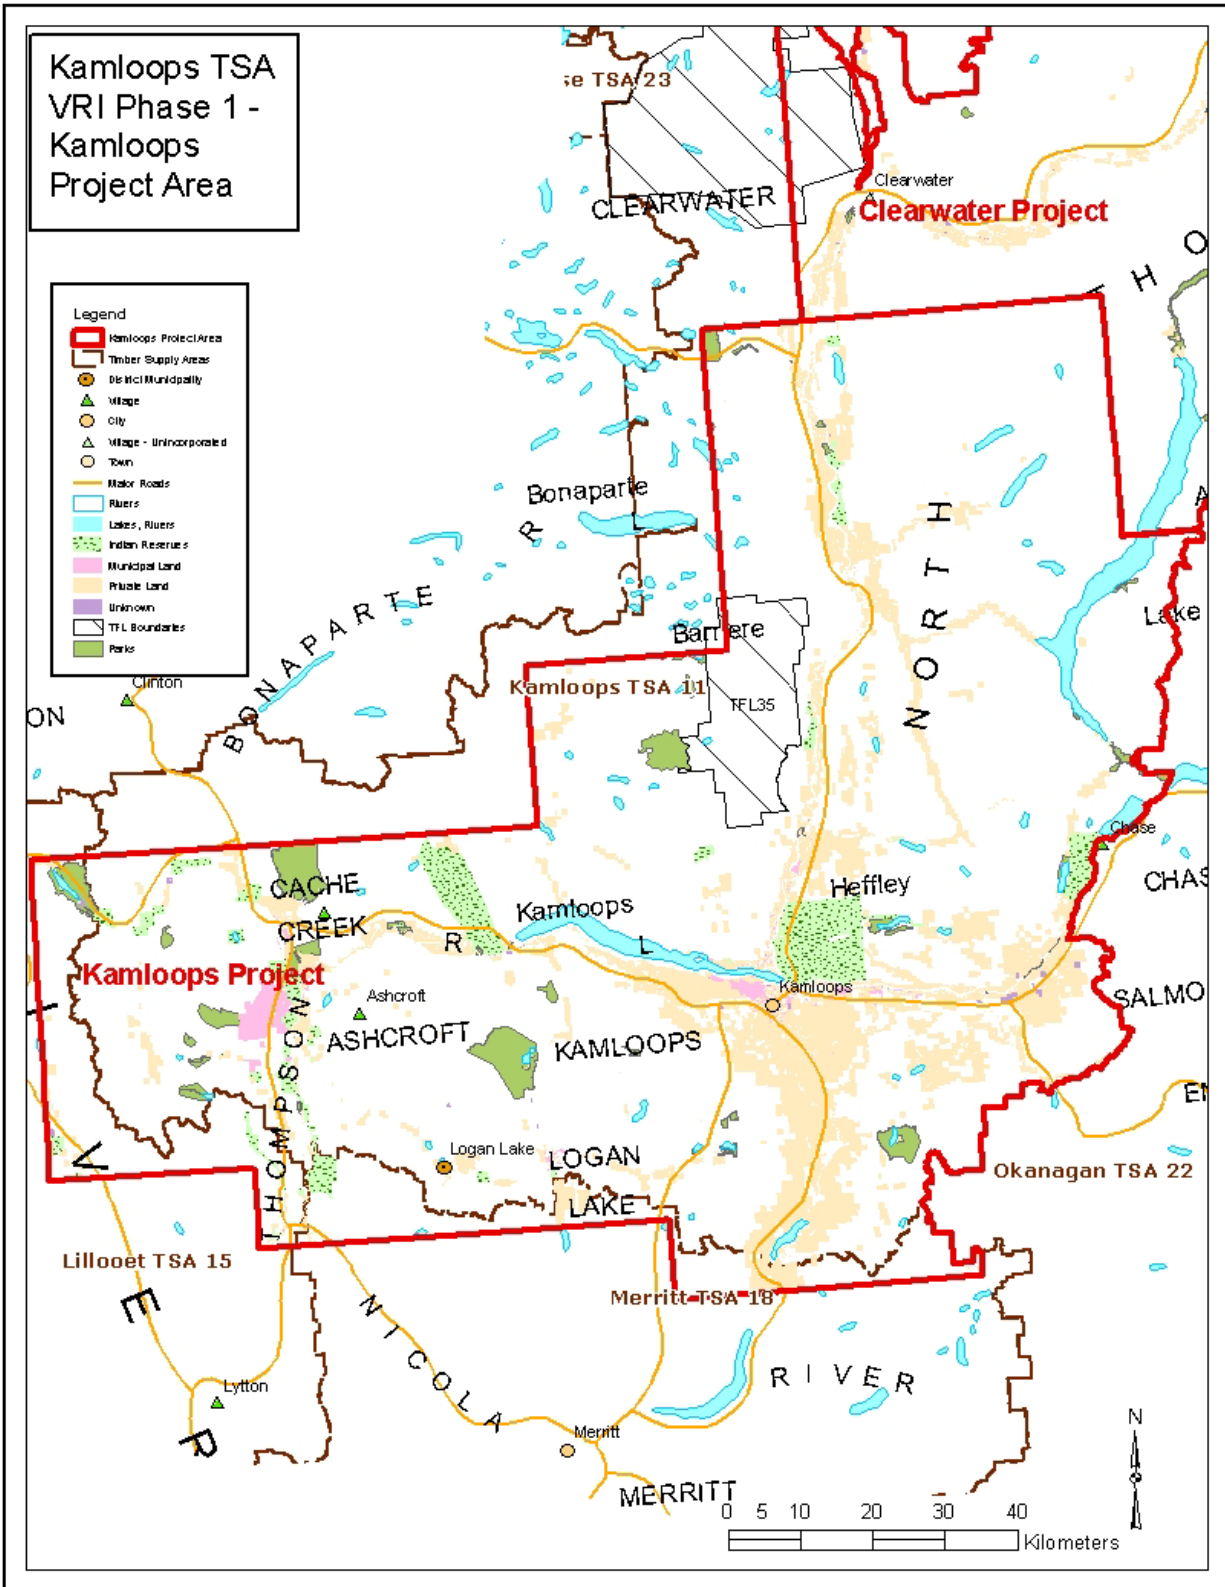 Kamloops TSA
VRI Phase 1 -
Kamloops
Project Area
se TSA 23
CLEARWATER
Clearwater
Clearwater Project
H O
Legend
Kamloops Project Area
Timber Supply Areas
District Municipality
Village
City
Village - Unincorporated
Town
Major Roads
Rivers
Lakes, Rivers
Indian Reserves
Municipal Land
Private Land
Unknown
TFL Boundaries
Parks
Bonaparte
R
L
BONAPARTE
NORTH
A
Lake
Barriere
Kamloops TSA 11
TFL35
Clinton
ON
Chase
CHAS
Heffley
CACHE
CREEK
Kamloops
R
L
Kamloops Project
Kamloops
SALMO
Ashcroft
ASHCROFT
KAMLOOPS
THOMPSON
EN
Logan Lake
LOGAN
LAKE
Okanagan TSA 22
V
Lillooet TSA 15
Merritt TSA 18
E
NICOLA
RIVER
Lytton
R
Merritt
MERRITT
N
0 5 10 20 30 40
Kilometers